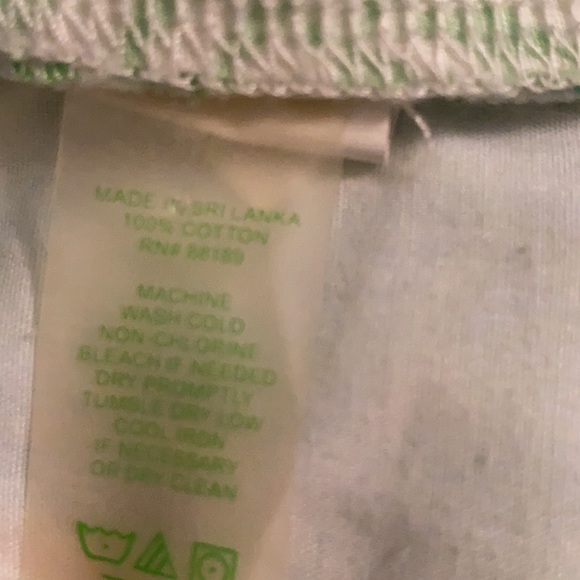 MADE IN SRI LANKA
100% COTTON
RN# 88189
MACHINE
WASH COLD
NON-CHLORINE
BLEACH IF NEEDED
DRY PROMPTLY
TUMBLE DRY LOW
COOL IRON
IF NECESSARY
OR DRY CLEAN